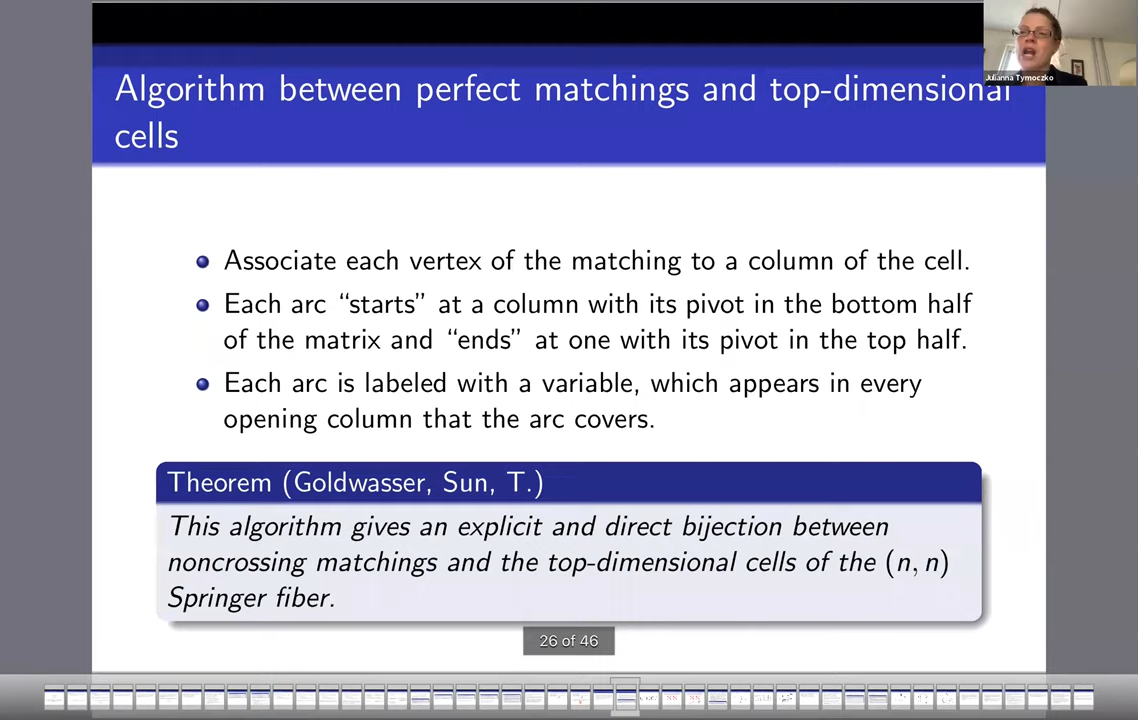 Julianna Tymoczko
Algorithm between perfect matchings and top-dimensional
cells
Associate each vertex of the matching to a column of the cell.
Each arc “starts” at a column with its pivot in the bottom half
of the matrix and “ends” at one with its pivot in the top half.
Each arc is labeled with a variable, which appears in every
opening column that the arc covers.
Theorem (Goldwasser, Sun, T.)
This algorithm gives an explicit and direct bijection between
noncrossing matchings and the top-dimensional cells of the (n, n)
Springer fiber.
26 of 46